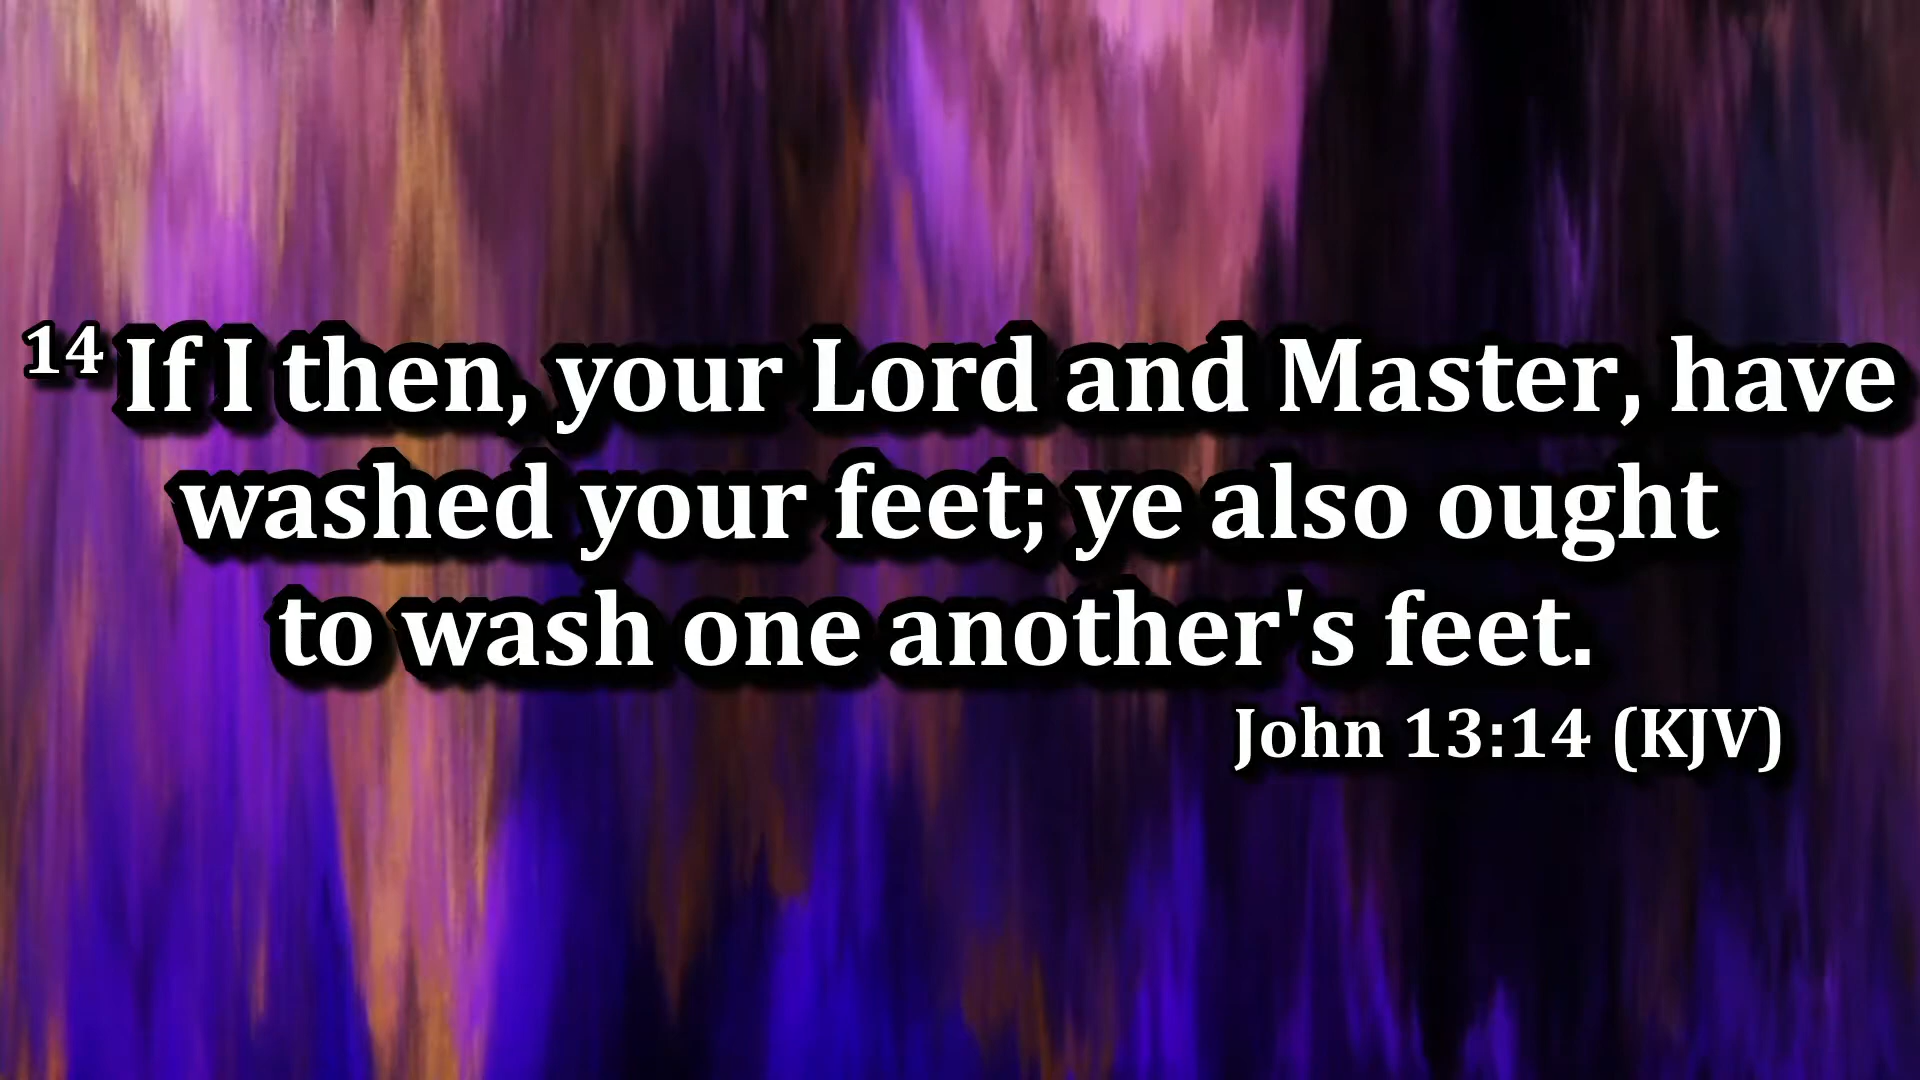 14 If I then, your Lord and Master, have
washed your feet; ye also ought
to wash one another's feet.
John 13:14 (KJV)